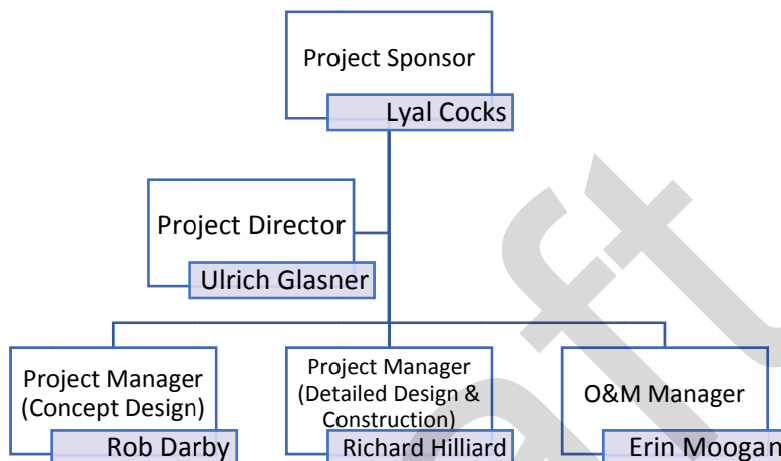 Project Sponsor
Lyal Cocks
Project Director
Ulrich Glasner
Project Manager
(Concept Design)
Rob Darby
Project Manager
(Detailed Design &
Construction)
Richard Hilliard
O&M Manager
Erin Moogan